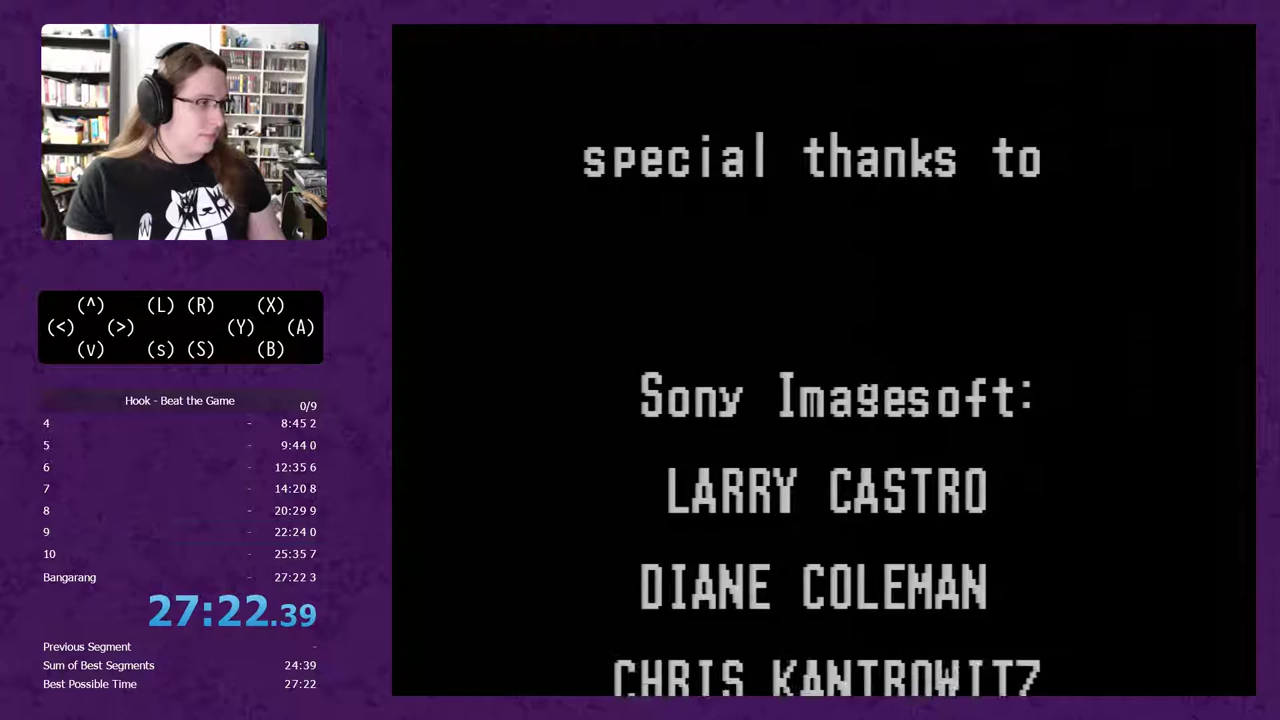 special thanks to
Sony Imagesoft:
LARRY CASTRO
DIANE COLEMAN
CHRIS KANTROWITZ
(^) (L) (R) (X)
(<) (>) (Y) (A)
(v) (s) (S) (B)
Hook - Beat the Game 0/9
4 - 8:45 2
5 - 9:44 0
6 - 12:35 6
7 - 14:20 8
8 - 20:29 9
9 - 22:24 0
10 - 25:35 7
Bangarang - 27:22 3
27:22.39
Previous Segment -
Sum of Best Segments 24:39
Best Possible Time 27:22